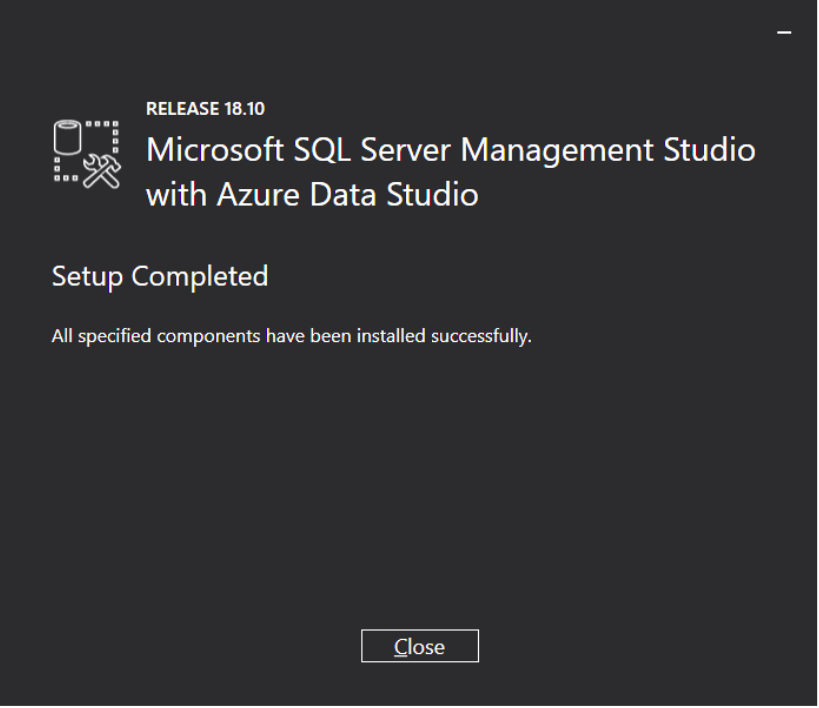 RELEASE 18.10
Microsoft SQL Server Management Studio
with Azure Data Studio
Setup Completed
All specified components have been installed successfully.
Close